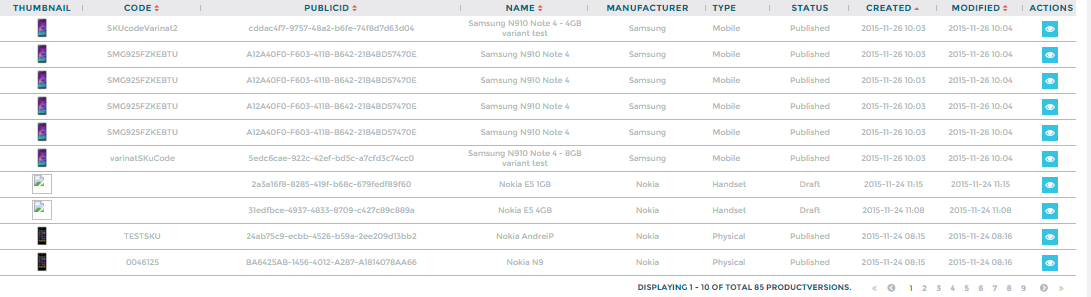 THUMBNAIL CODE PUBLICID NAME MANUFACTURER TYPE STATUS CREATED MODIFIED ACTIONS
SKUcodeVarinat2 cddac4f7-9757-48a2-b6fe-74f8d7d63d04 Samsung N910 Note 4 - 4GB variant test Samsung Mobile Published 2015-11-26 10:03 2015-11-26 10:04
SMG925FZKEBTU A12A40F0-F603-411B-B642-21B4BD57470E Samsung N910 Note 4 Samsung Mobile Published 2015-11-26 10:03 2015-11-26 10:04
SMG925FZKEBTU A12A40F0-F603-411B-B642-21B4BD57470E Samsung N910 Note 4 Samsung Mobile Published 2015-11-26 10:03 2015-11-26 10:04
SMG925FZKEBTU A12A40F0-F603-411B-B642-21B4BD57470E Samsung N910 Note 4 Samsung Mobile Published 2015-11-26 10:03 2015-11-26 10:04
SMG925FZKEBTU A12A40F0-F603-411B-B642-21B4BD57470E Samsung N910 Note 4 Samsung Mobile Published 2015-11-26 10:03 2015-11-26 10:04
varinatSKuCode 5edc6cae-922c-42ef-bd5c-a7cfd3c74cc0 Samsung N910 Note 4 - 8GB variant test Samsung Mobile Published 2015-11-26 10:03 2015-11-26 10:04
2a3a16f8-8285-419f-b68c-679fedf89f60 Nokia E5 1GB Nokia Handset Draft 2015-11-24 11:15 2015-11-24 11:15
31edfbce-4937-4833-8709-c427c89c889a Nokia E5 4GB Nokia Handset Draft 2015-11-24 11:08 2015-11-24 11:08
TESTSKU 24ab75c9-ecbb-4526-b59a-2ee209d13bb2 Nokia AndreiP Nokia Physical Published 2015-11-24 08:15 2015-11-24 08:16
0046125 BA6425AB-1456-4012-A287-A1814078AA66 Nokia N9 Nokia Physical Published 2015-11-24 08:15 2015-11-24 08:16
DISPLAYING 1 - 10 OF TOTAL 85 PRODUCTVERSIONS. 1 2 3 4 5 6 7 8 9